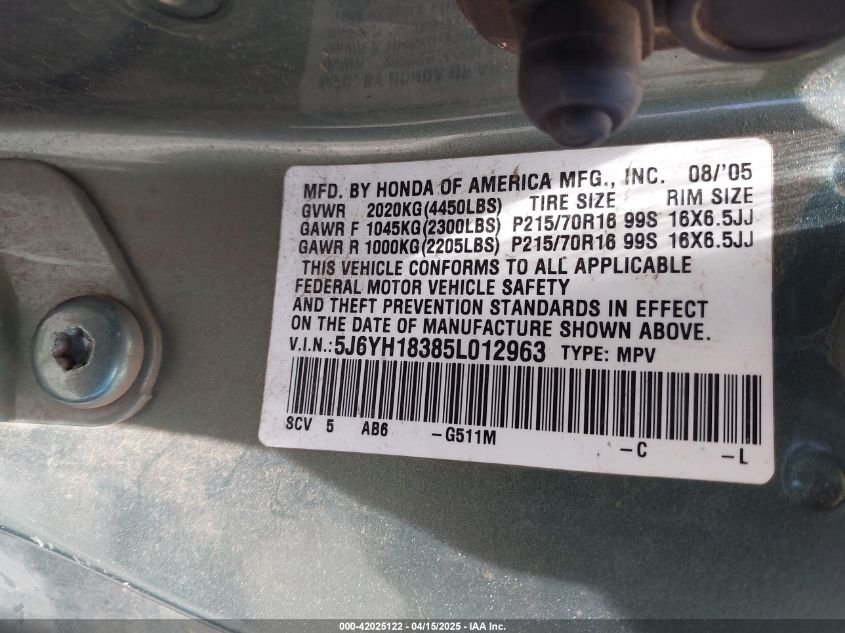 MFD. BY HONDA OF AMERICA MFG., INC. 08/'05
GVWR 2020KG(4450LBS) TIRE SIZE RIM SIZE
GAWR F 1045KG(2300LBS) P215/70R16 99S 16X6.5JJ
GAWR R 1000KG(2205LBS) P215/70R16 99S 16X6.5JJ
THIS VEHICLE CONFORMS TO ALL APPLICABLE
FEDERAL MOTOR VEHICLE SAFETY
AND THEFT PREVENTION STANDARDS IN EFFECT
ON THE DATE OF MANUFACTURE SHOWN ABOVE.
V.I.N.:5J6YH18385L012963 TYPE: MPV
SCV 5 AB6 -G511M -C -L
000-42025122 - 04/15/2025 - IAA Inc.